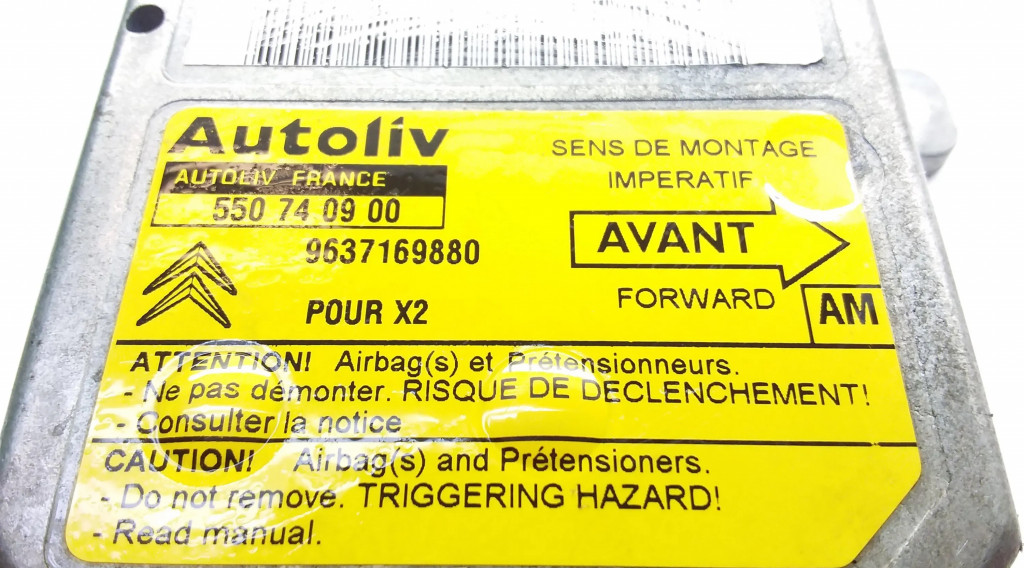 Autoliv
AUTOLIV FRANCE
550 74 09 00
9637169880
POUR X2
SENS DE MONTAGE
IMPERATIF
AVANT
FORWARD
AM
ATTENTION! Airbag(s) et Prétensionneurs.
- Ne pas démonter. RISQUE DE DECLENCHEMENT!
- Consulter la notice
CAUTION! Airbag(s) and Prétensioners.
- Do not remove. TRIGGERING HAZARD!
- Read manual.